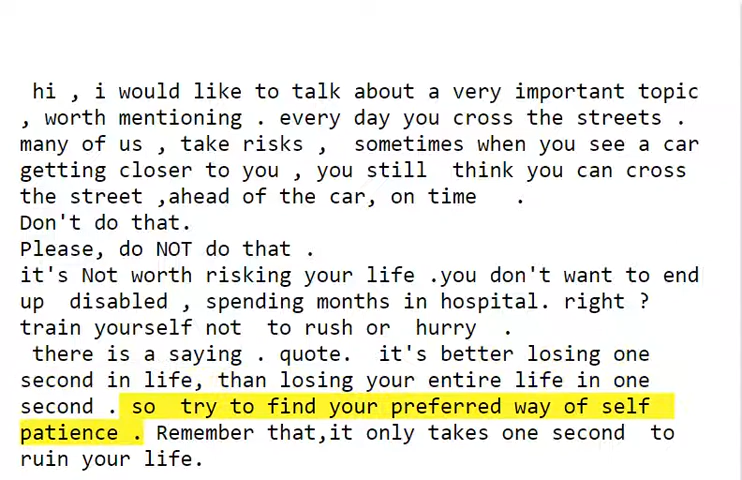 hi , i would like to talk about a very important topic
, worth mentioning . every day you cross the streets .
many of us , take risks ,  sometimes when you see a car
getting closer to you , you still  think you can cross
the street ,ahead of the car, on time   .
Don't do that.
Please, do NOT do that .
it's Not worth risking your life .you don't want to end
up  disabled , spending months in hospital. right ?
train yourself not  to rush or  hurry  .
there is a saying . quote.  it's better losing one
second in life, than losing your entire life in one
second . so  try to find your preferred way of self
patience . Remember that,it only takes one second  to
ruin your life.